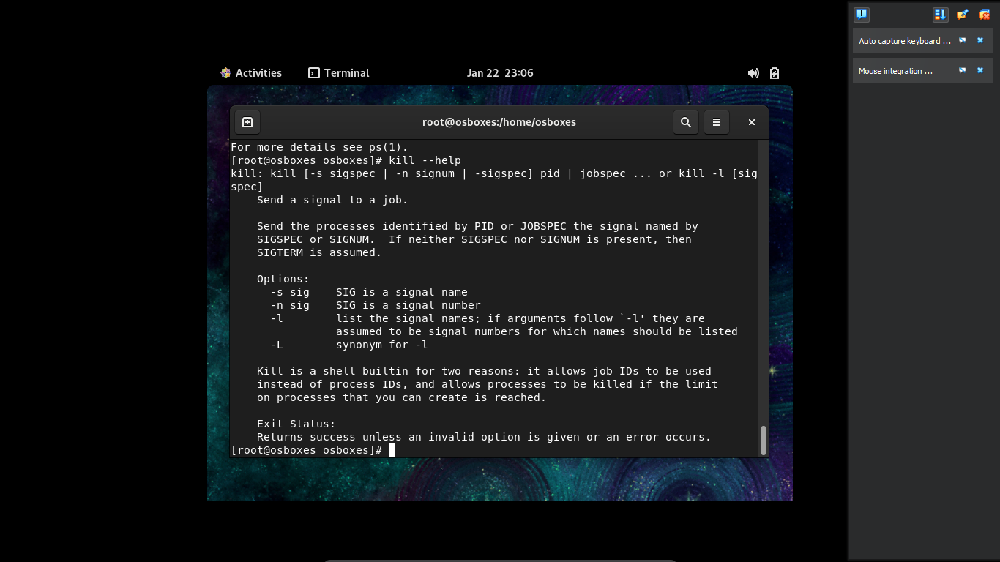 Activities
Terminal
Jan 22 23:06
Auto capture keyboard ...
Mouse integration ...
root@osboxes:/home/osboxes
For more details see ps(1).
[root@osboxes osboxes]# kill --help
kill: kill [-s sigspec | -n signum | -sigspec] pid | jobspec ... or kill -l [sig
spec]
    Send a signal to a job.

    Send the processes identified by PID or JOBSPEC the signal named by
    SIGSPEC or SIGNUM.  If neither SIGSPEC nor SIGNUM is present, then
    SIGTERM is assumed.

    Options:
      -s sig    SIG is a signal name
      -n sig    SIG is a signal number
      -l        list the signal names; if arguments follow `-l' they are
                assumed to be signal numbers for which names should be listed
      -L        synonym for -l

    Kill is a shell builtin for two reasons: it allows job IDs to be used
    instead of process IDs, and allows processes to be killed if the limit
    on processes that you can create is reached.

    Exit Status:
    Returns success unless an invalid option is given or an error occurs.
[root@osboxes osboxes]#